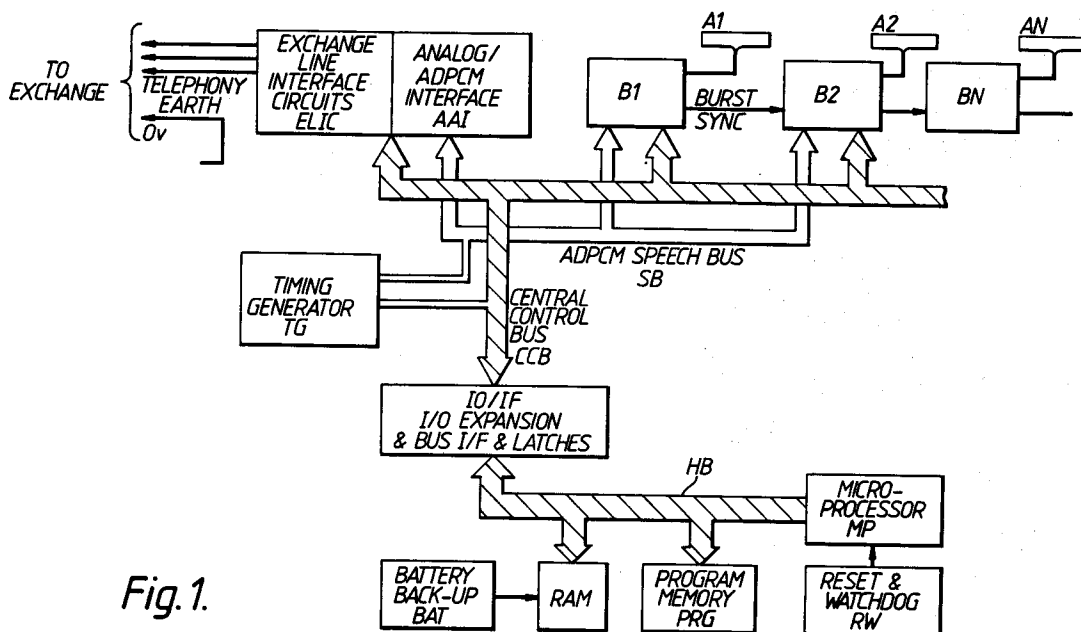 TO
EXCHANGE
TELEPHONY
EARTH
0v
EXCHANGE
LINE
INTERFACE
CIRCUITS
ELIC
ANALOG/
ADPCM
INTERFACE
AAI
A1
B1
BURST
SYNC
A2
B2
AN
BN
ADPCM SPEECH BUS
SB
TIMING
GENERATOR
TG
CENTRAL
CONTROL
BUS
CCB
IO/IF
I/O EXPANSION
& BUS I/F & LATCHES
HB
MICRO-
PROCESSOR
MP
BATTERY
BACK-UP
BAT
RAM
PROGRAM
MEMORY
PRG
RESET &
WATCHDOG
RW
Fig.1.